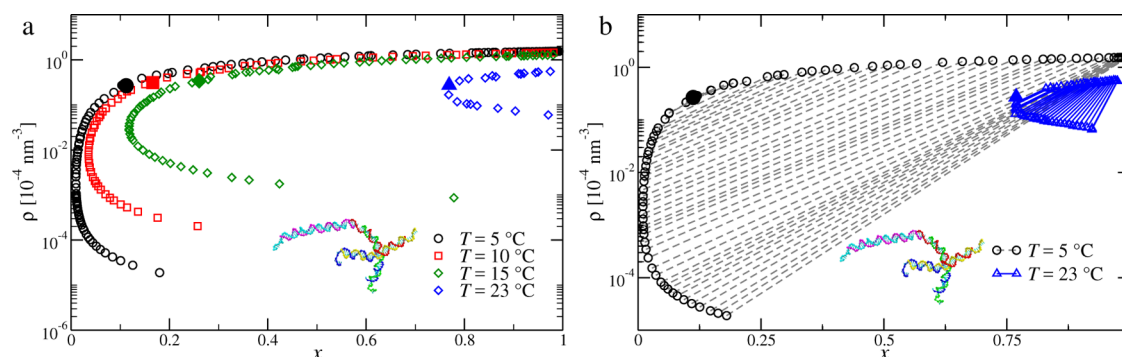 a
ρ [10⁻⁴ nm⁻³]
10⁰
10⁻²
10⁻⁴
10⁻⁶
0 0.2 0.4 0.6 0.8 1
x
T = 5 °C
T = 10 °C
T = 15 °C
T = 23 °C
b
ρ [10⁻⁴ nm⁻³]
10⁰
10⁻²
10⁻⁴
0 0.25 0.5 0.75
x
T = 5 °C
T = 23 °C